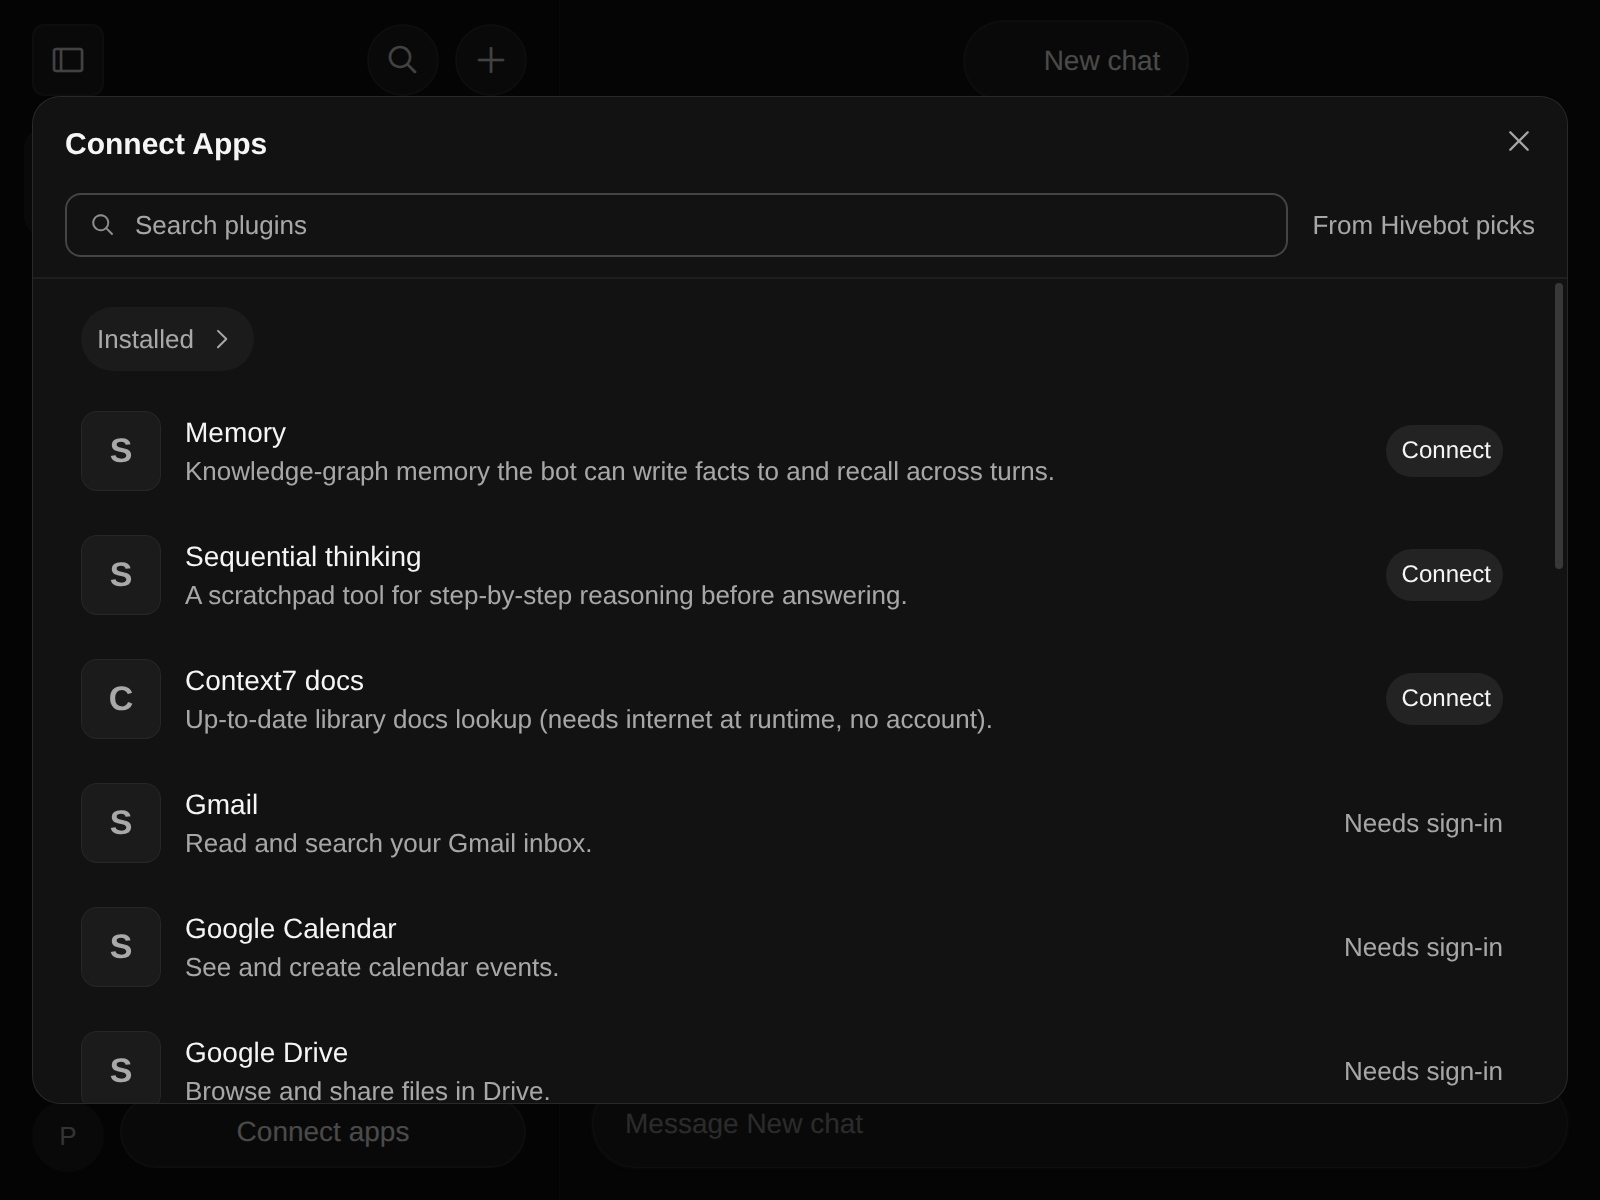 New chat
Connect Apps
Search plugins
From Hivebot picks
Installed
S
Memory
Knowledge-graph memory the bot can write facts to and recall across turns.
Connect
S
Sequential thinking
A scratchpad tool for step-by-step reasoning before answering.
Connect
C
Context7 docs
Up-to-date library docs lookup (needs internet at runtime, no account).
Connect
S
Gmail
Read and search your Gmail inbox.
Needs sign-in
S
Google Calendar
See and create calendar events.
Needs sign-in
S
Google Drive
Browse and share files in Drive.
Needs sign-in
P
Connect apps
Message New chat